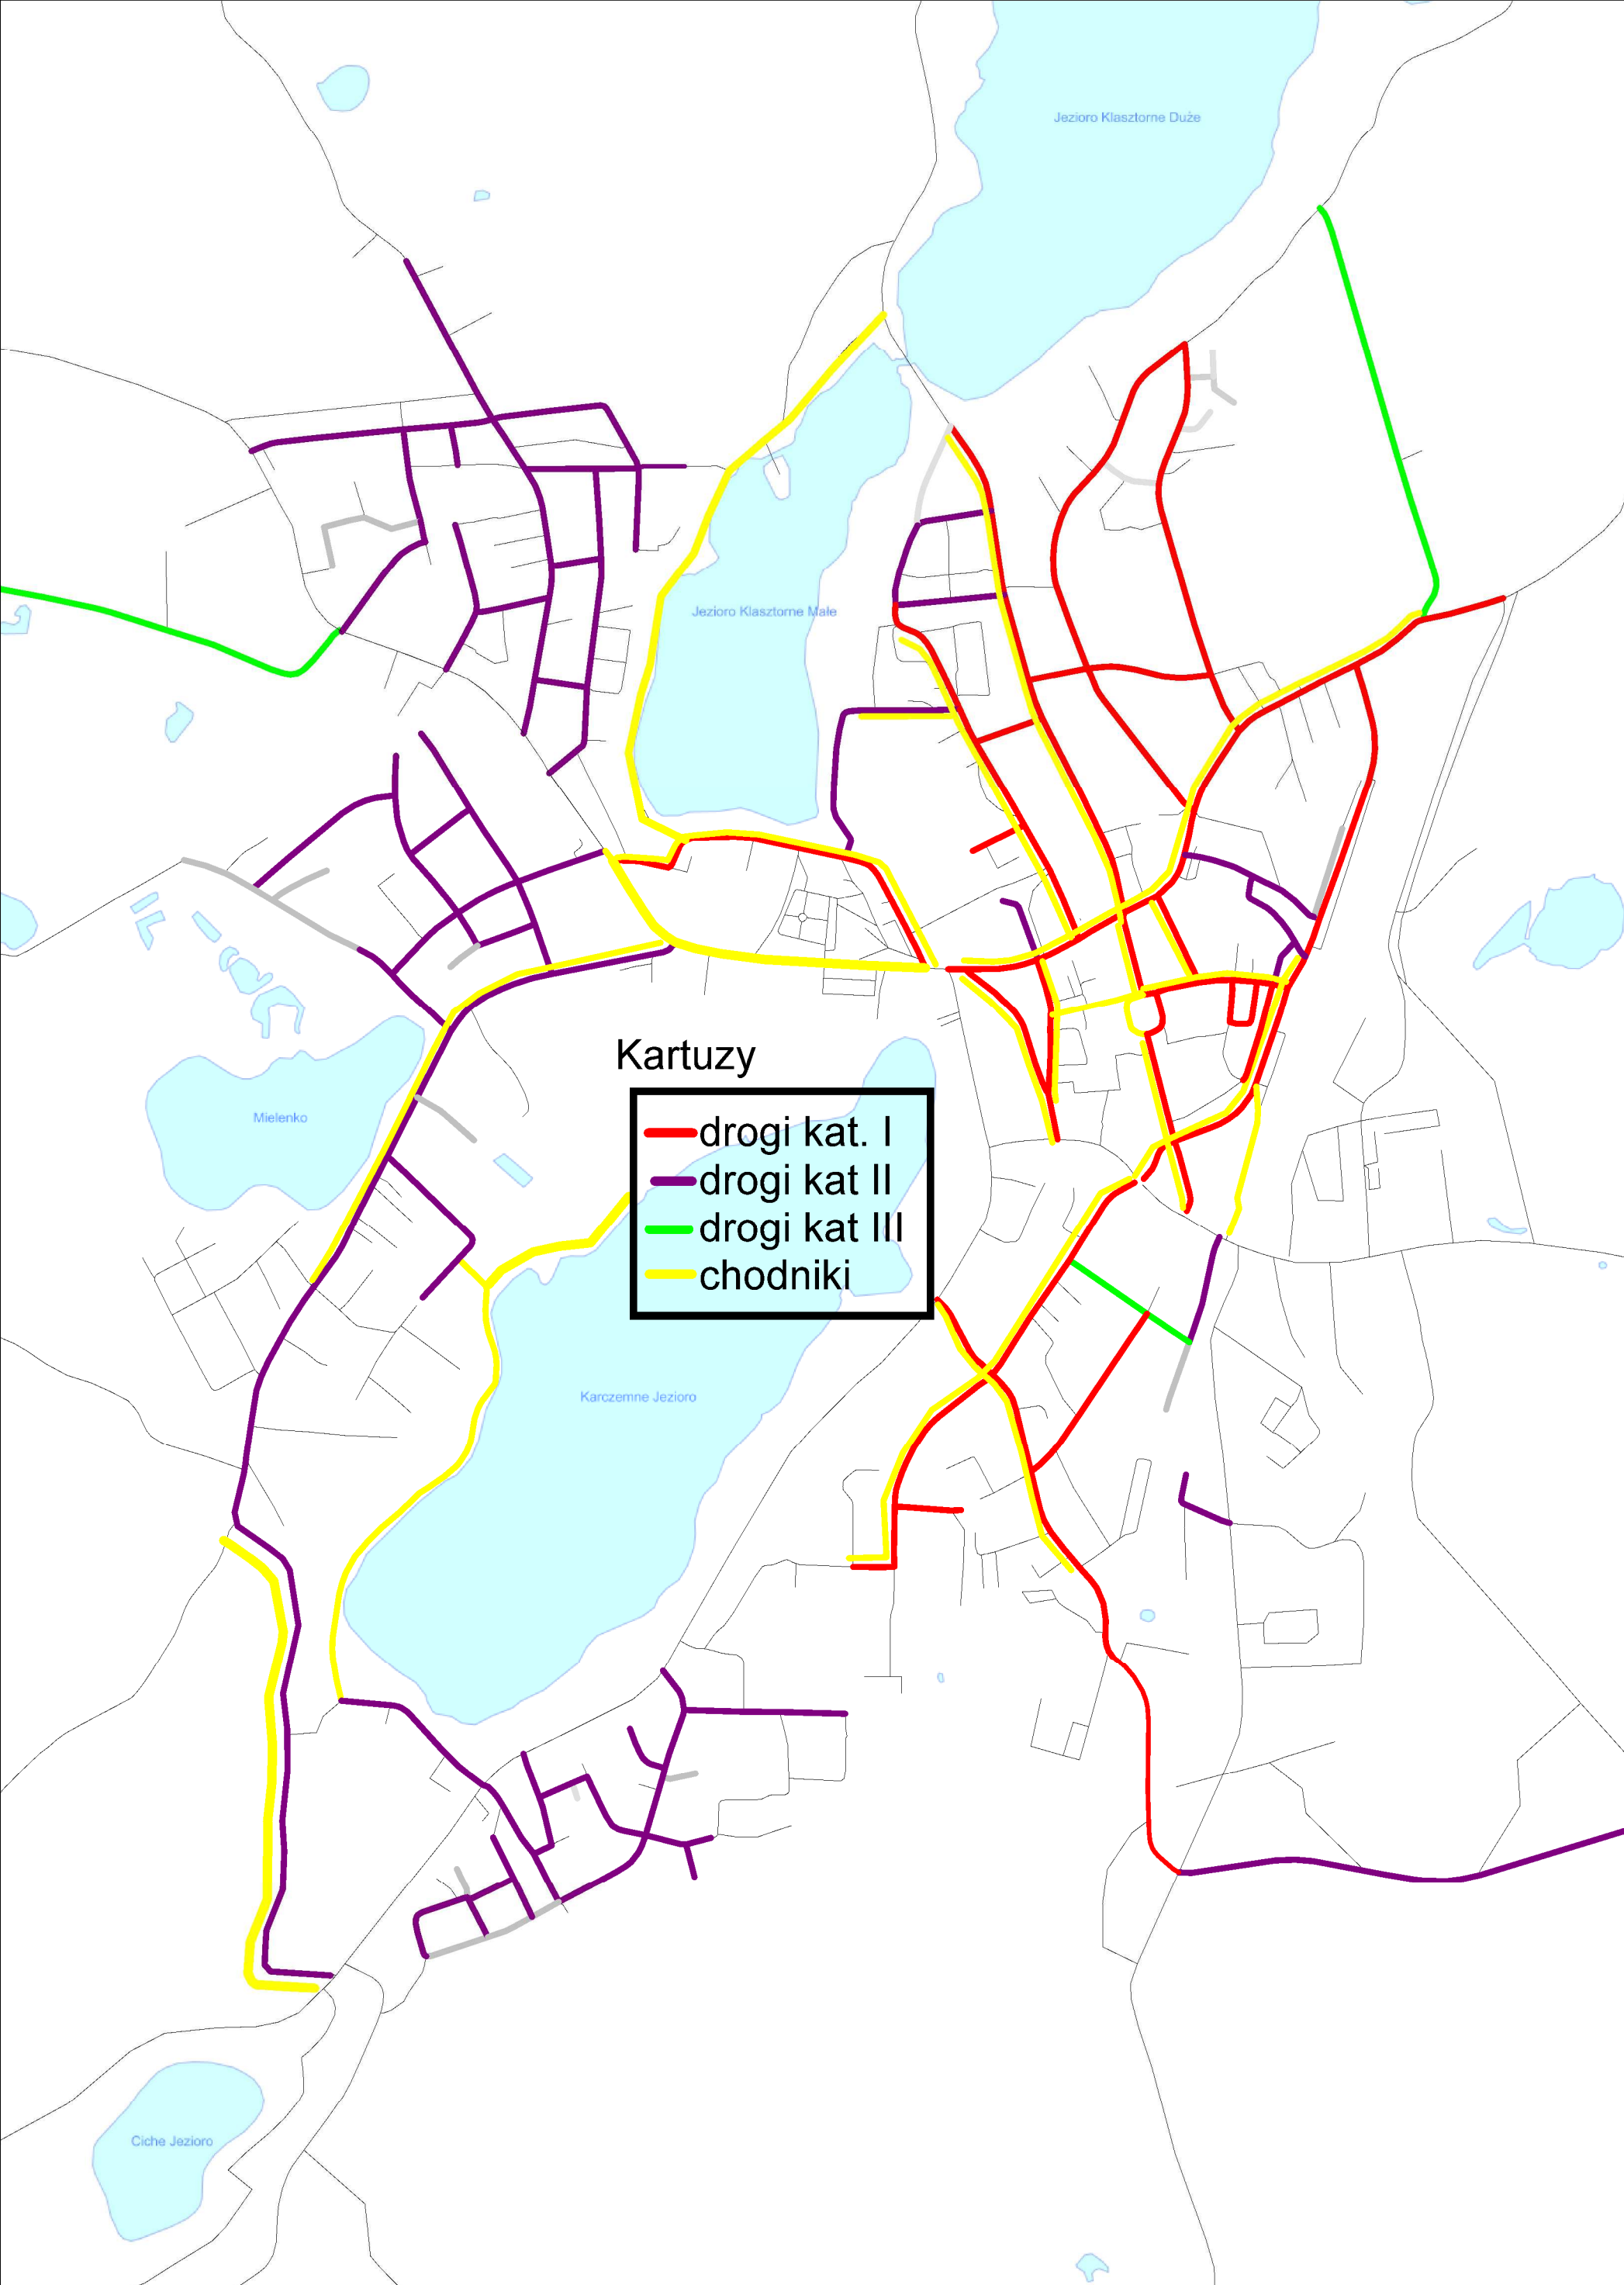 Jezioro Klasztorne Duże
Jezioro Klasztorne Małe
Kartuzy
drogi kat. I
drogi kat II
drogi kat III
chodniki
Mielenko
Karczemne Jezioro
Ciche Jezioro